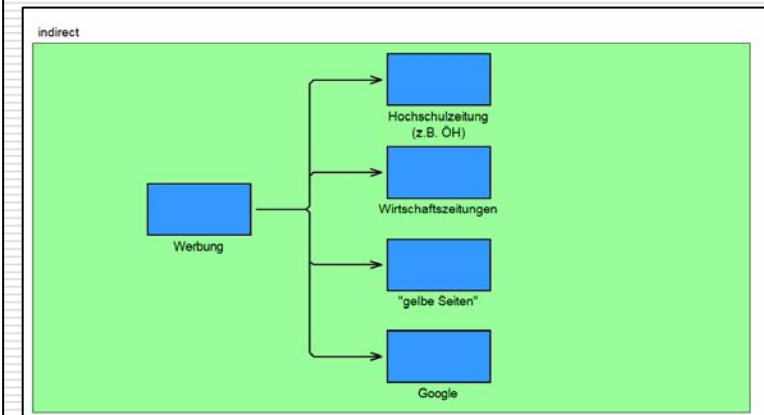 indirect
Hochschulzeitung
(z.B. ÖH)
Wirtschaftszeitungen
Werbung
"gelbe Seiten"
Google